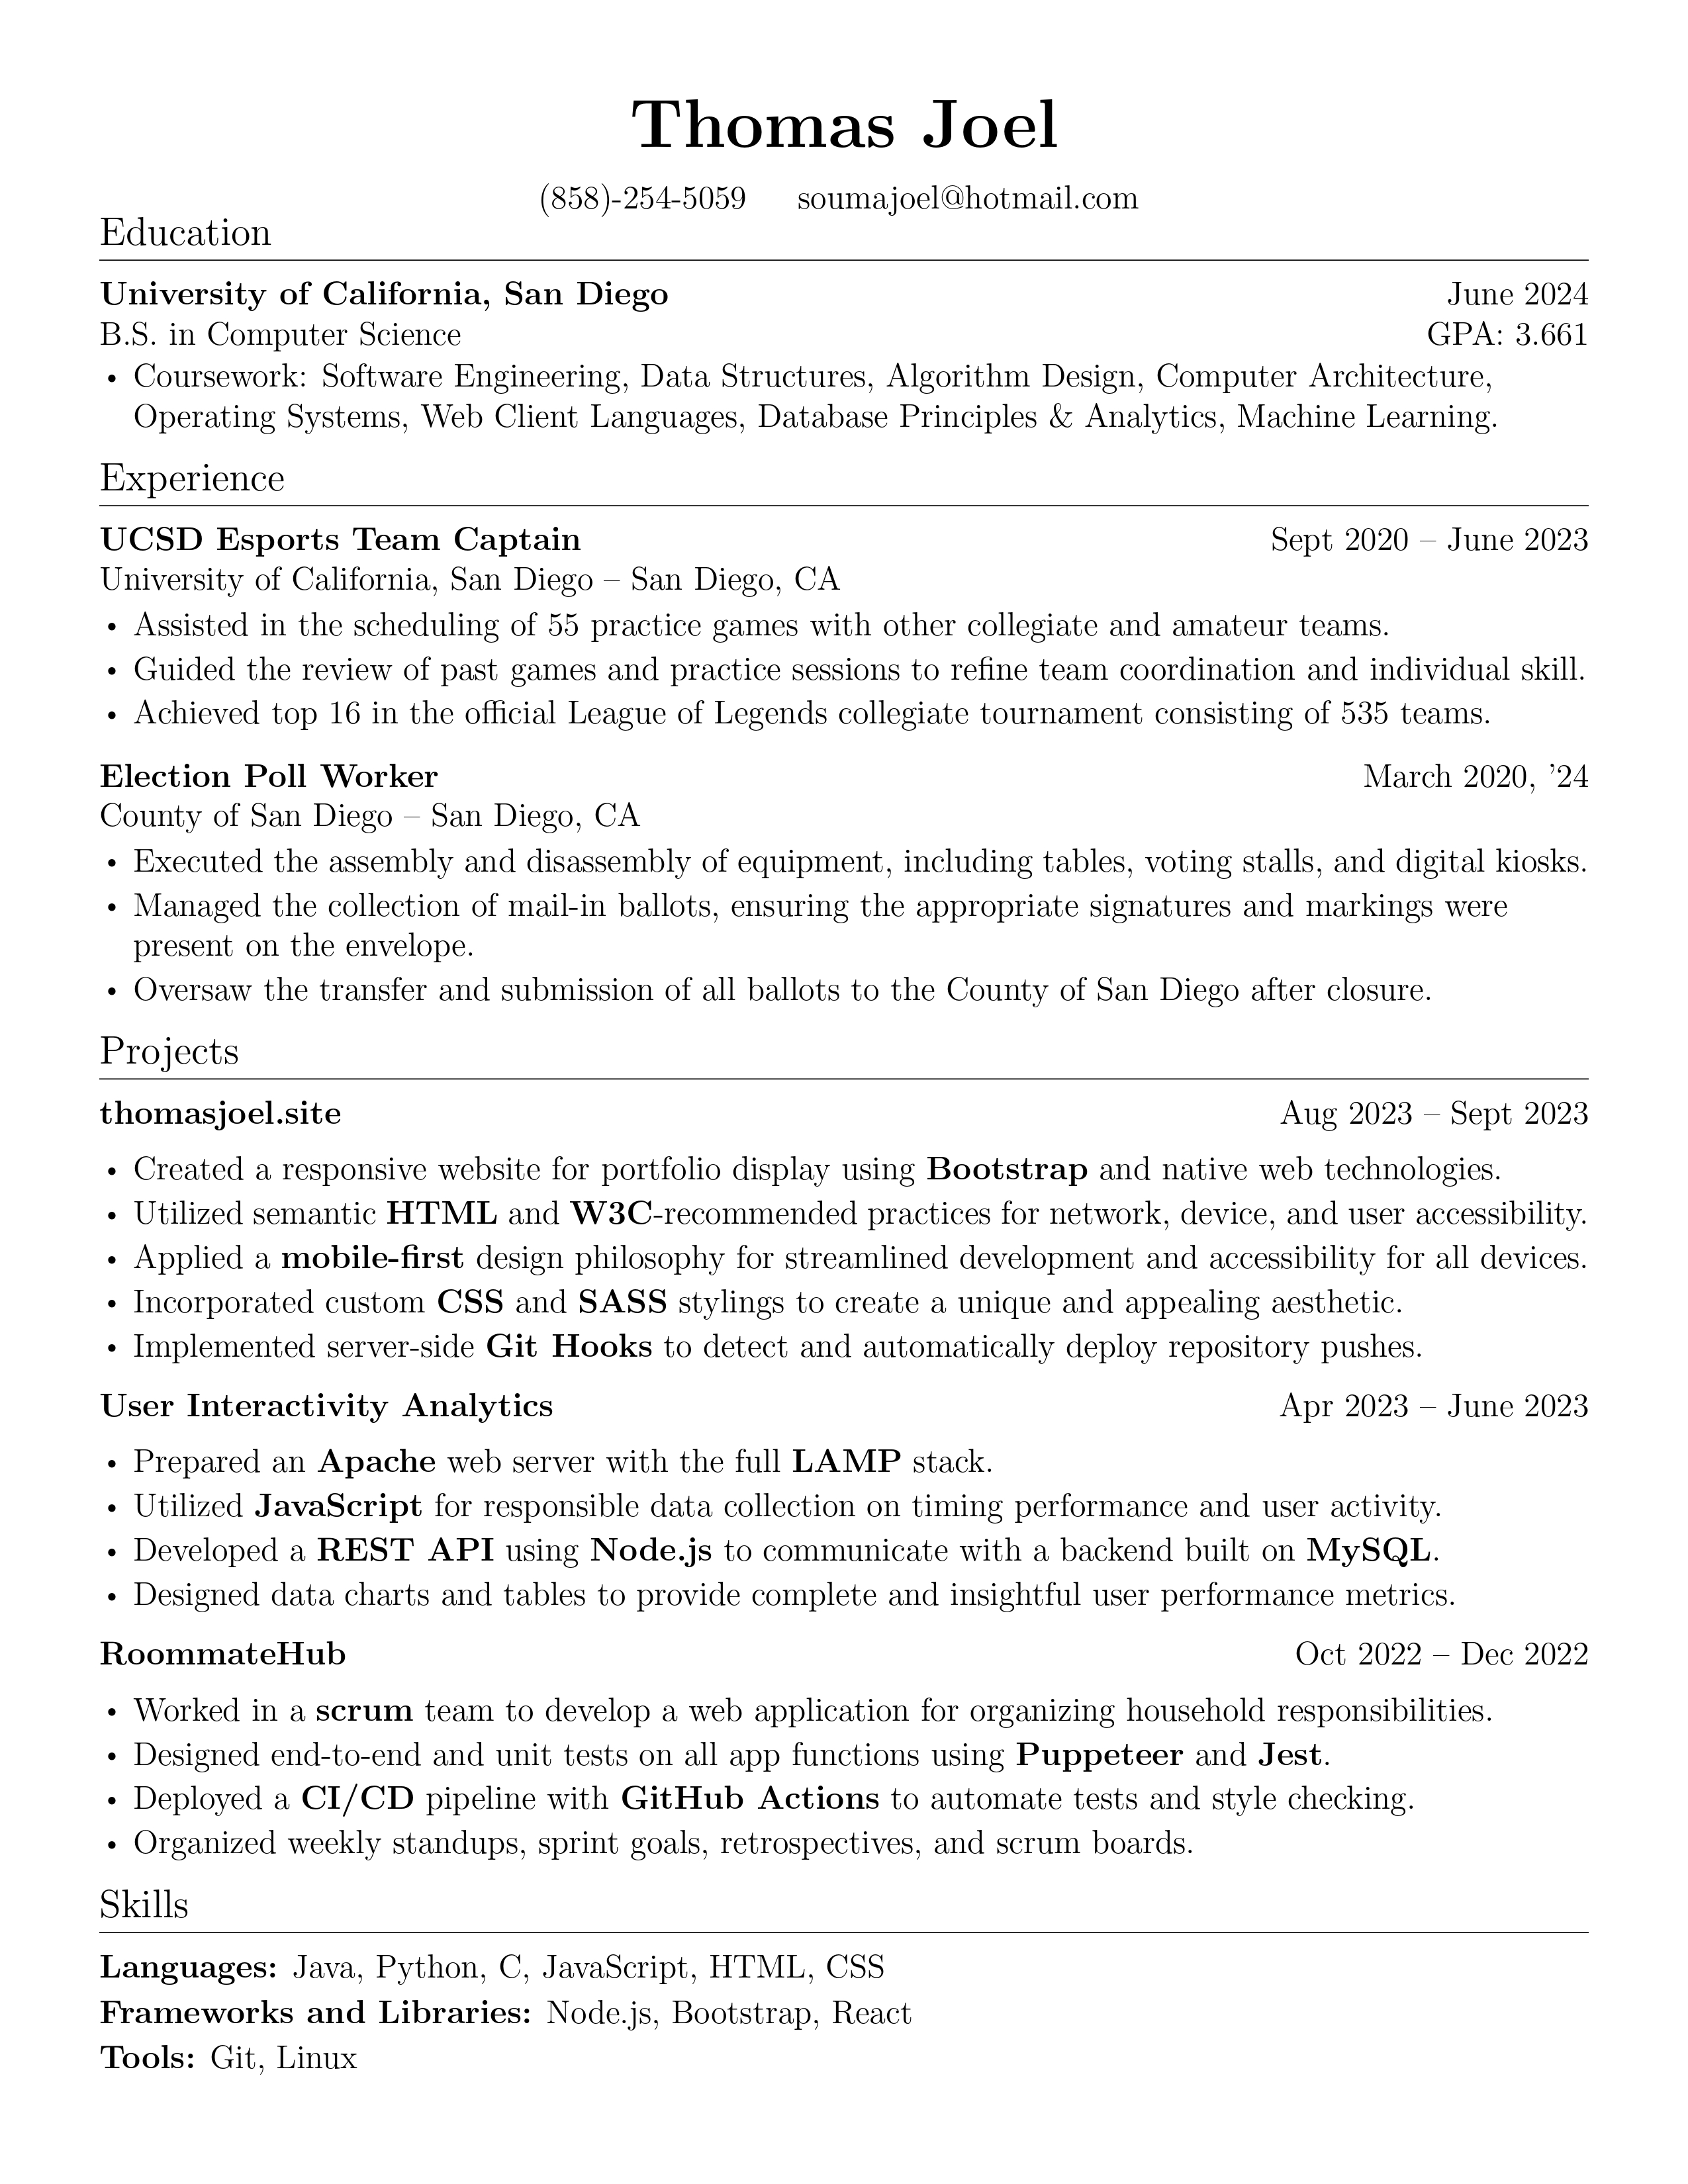 Thomas Joel
(858)-254-5059 soumajoel@hotmail.com
Education
University of California, San Diego June 2024
B.S. in Computer Science GPA: 3.661
• Coursework: Software Engineering, Data Structures, Algorithm Design, Computer Architecture,
Operating Systems, Web Client Languages, Database Principles & Analytics, Machine Learning.
Experience
UCSD Esports Team Captain Sept 2020 – June 2023
University of California, San Diego – San Diego, CA
• Assisted in the scheduling of 55 practice games with other collegiate and amateur teams.
• Guided the review of past games and practice sessions to refine team coordination and individual skill.
• Achieved top 16 in the official League of Legends collegiate tournament consisting of 535 teams.
Election Poll Worker March 2020, ’24
County of San Diego – San Diego, CA
• Executed the assembly and disassembly of equipment, including tables, voting stalls, and digital kiosks.
• Managed the collection of mail-in ballots, ensuring the appropriate signatures and markings were
present on the envelope.
• Oversaw the transfer and submission of all ballots to the County of San Diego after closure.
Projects
thomasjoel.site Aug 2023 – Sept 2023
• Created a responsive website for portfolio display using Bootstrap and native web technologies.
• Utilized semantic HTML and W3C-recommended practices for network, device, and user accessibility.
• Applied a mobile-first design philosophy for streamlined development and accessibility for all devices.
• Incorporated custom CSS and SASS stylings to create a unique and appealing aesthetic.
• Implemented server-side Git Hooks to detect and automatically deploy repository pushes.
User Interactivity Analytics Apr 2023 – June 2023
• Prepared an Apache web server with the full LAMP stack.
• Utilized JavaScript for responsible data collection on timing performance and user activity.
• Developed a REST API using Node.js to communicate with a backend built on MySQL.
• Designed data charts and tables to provide complete and insightful user performance metrics.
RoommateHub Oct 2022 – Dec 2022
• Worked in a scrum team to develop a web application for organizing household responsibilities.
• Designed end-to-end and unit tests on all app functions using Puppeteer and Jest.
• Deployed a CI/CD pipeline with GitHub Actions to automate tests and style checking.
• Organized weekly standups, sprint goals, retrospectives, and scrum boards.
Skills
Languages: Java, Python, C, JavaScript, HTML, CSS
Frameworks and Libraries: Node.js, Bootstrap, React
Tools: Git, Linux